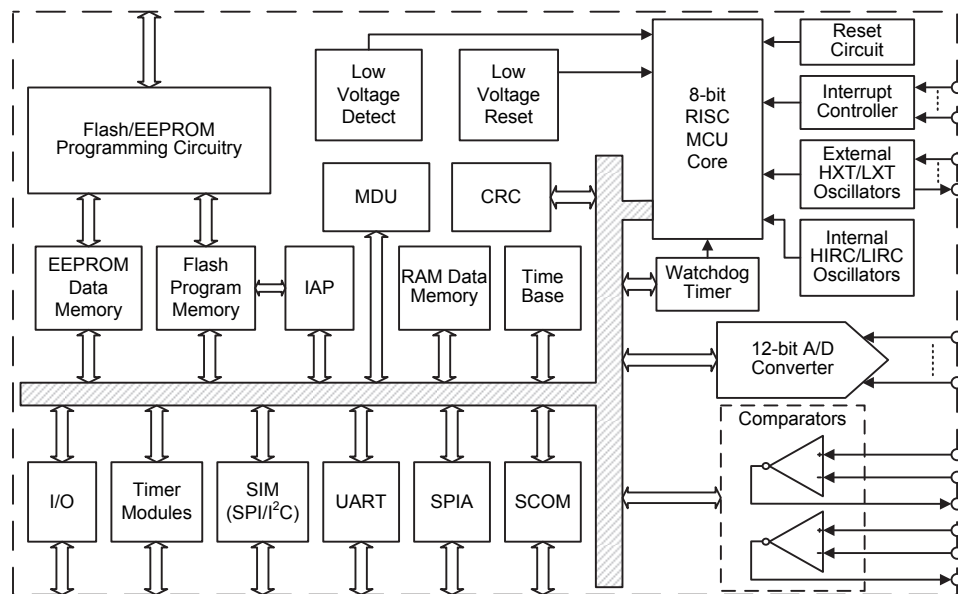 Flash/EEPROM
Programming Circuitry
Low
Voltage
Detect
Low
Voltage
Reset
8-bit
RISC
MCU
Core
Reset
Circuit
Interrupt
Controller
External
HXT/LXT
Oscillators
Internal
HIRC/LIRC
Oscillators
MDU
CRC
EEPROM
Data
Memory
Flash
Program
Memory
IAP
RAM Data
Memory
Time
Base
Watchdog
Timer
12-bit A/D
Converter
Comparators
+
-
+
-
I/O
Timer
Modules
SIM
(SPI/I²C)
UART
SPIA
SCOM